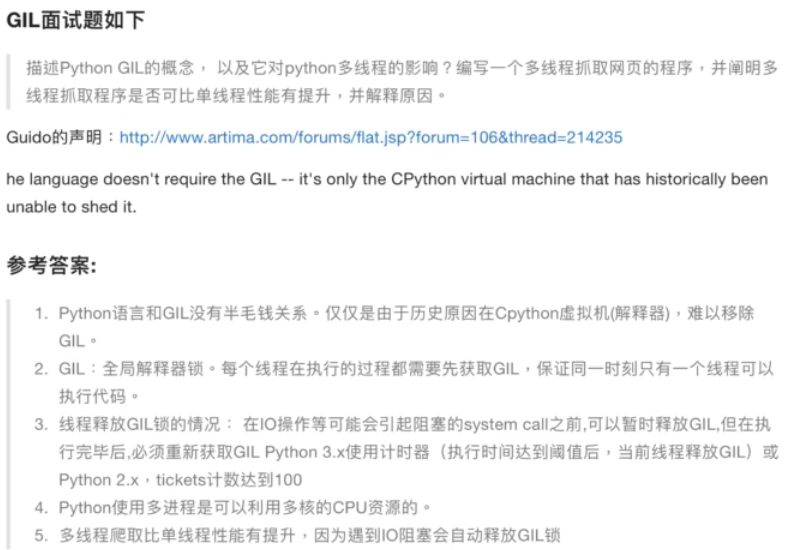 GIL面试题如下
描述Python GIL的概念， 以及它对python多线程的影响？编写一个多线程抓取网页的程序，并阐明多
线程抓取程序是否可比单线程性能有提升，并解释原因。
Guido的声明：http://www.artima.com/forums/flat.jsp?forum=106&thread=214235
he language doesn't require the GIL -- it's only the CPython virtual machine that has historically been
unable to shed it.
参考答案:
1. Python语言和GIL没有半毛钱关系。仅仅是由于历史原因在Cpython虚拟机(解释器)，难以移除
GIL。
2. GIL：全局解释器锁。每个线程在执行的过程都需要先获取GIL，保证同一时刻只有一个线程可以
执行代码。
3. 线程释放GIL锁的情况： 在IO操作等可能会引起阻塞的system call之前,可以暂时释放GIL,但在执
行完毕后,必须重新获取GIL Python 3.x使用计时器（执行时间达到阈值后，当前线程释放GIL）或
Python 2.x，tickets计数达到100
4. Python使用多进程是可以利用多核的CPU资源的。
5. 多线程爬取比单线程性能有提升，因为遇到IO阻塞会自动释放GIL锁